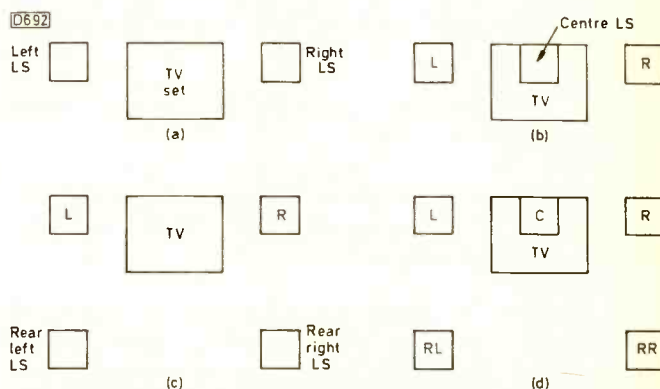 D692
Left
LS
TV
set
Right
LS
(a)
Centre LS
L
TV
R
(b)
L
TV
R
Rear
left
LS
Rear
right
LS
(c)
L
C
TV
R
RL
RR
(d)